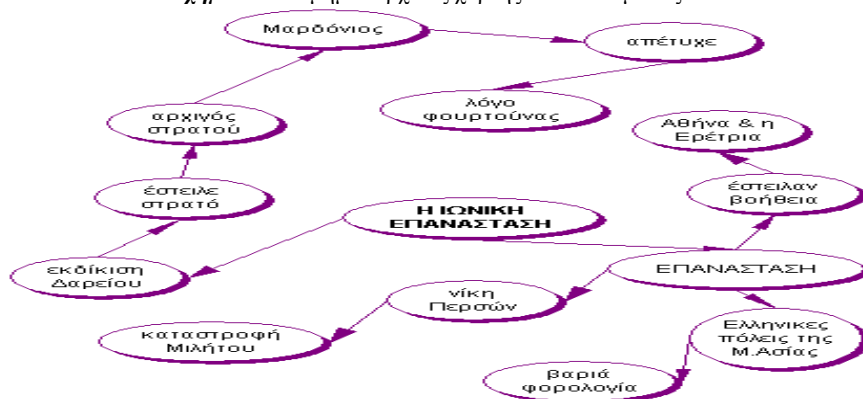 Μαρδόνιος
απέτυχε
αρχινός
στρατού
λόγο
φουρτούνας
Αθήνα & η
Ερέτρια
έστειλε
στρατό
έστειλαν
βοήθεια
Η ΙΩΝΙΚΗ
ΕΠΑΝΑΣΤΑΣΗ
εκδίκιση
Δαρείου
ΕΠΑΝΑΣΤΑΣΗ
νίκη
Περσών
καταστροφή
Μιλήτου
Ελληνικες
πόλεις της
Μ.Ασίας
βαριά
φορολογία